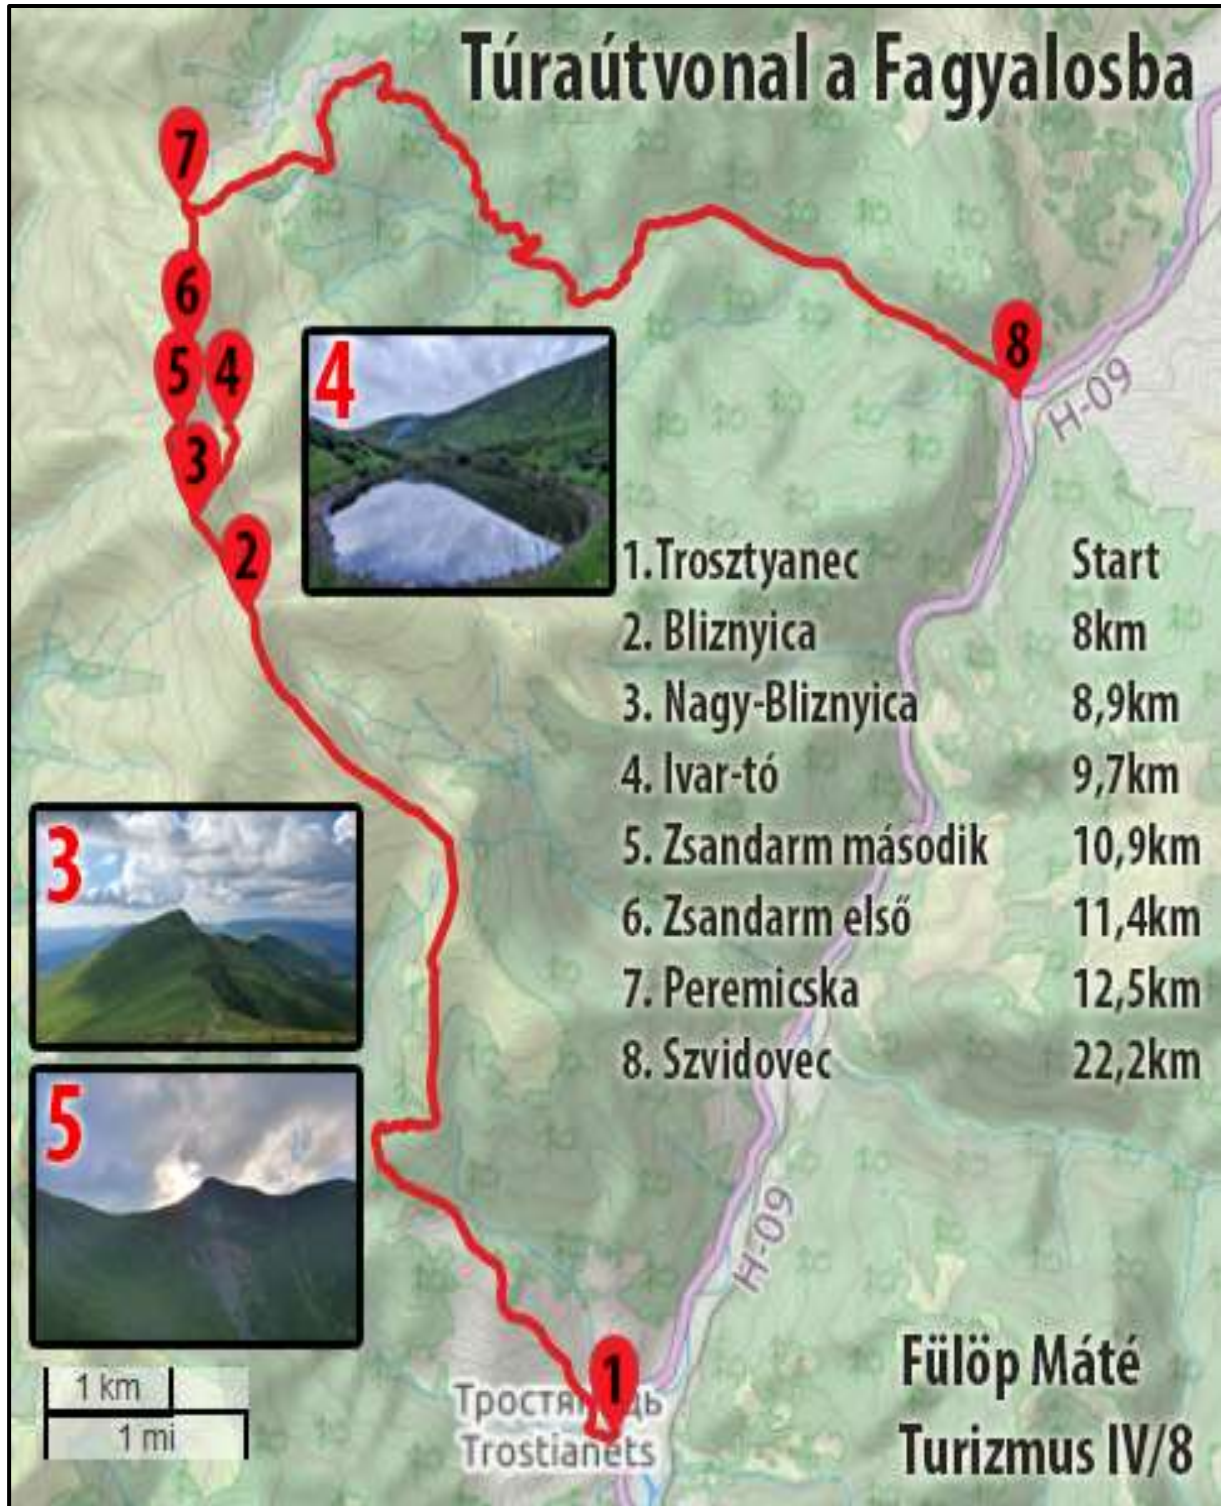 Túraútvonal a Fagyalosba
7
6
5 4
3
2
8
H-09
4
1.Trosztyanec Start
2. Bliznyica 8km
3. Nagy-Bliznyica 8,9km
4. Ivar-tó 9,7km
5. Zsandarm második 10,9km
6. Zsandarm első 11,4km
7. Peremicska 12,5km
8. Szvidovec 22,2km
3
5
H-09
1
Trostianets
1 km
1 mi
Fülöp Máté
Turizmus IV/8